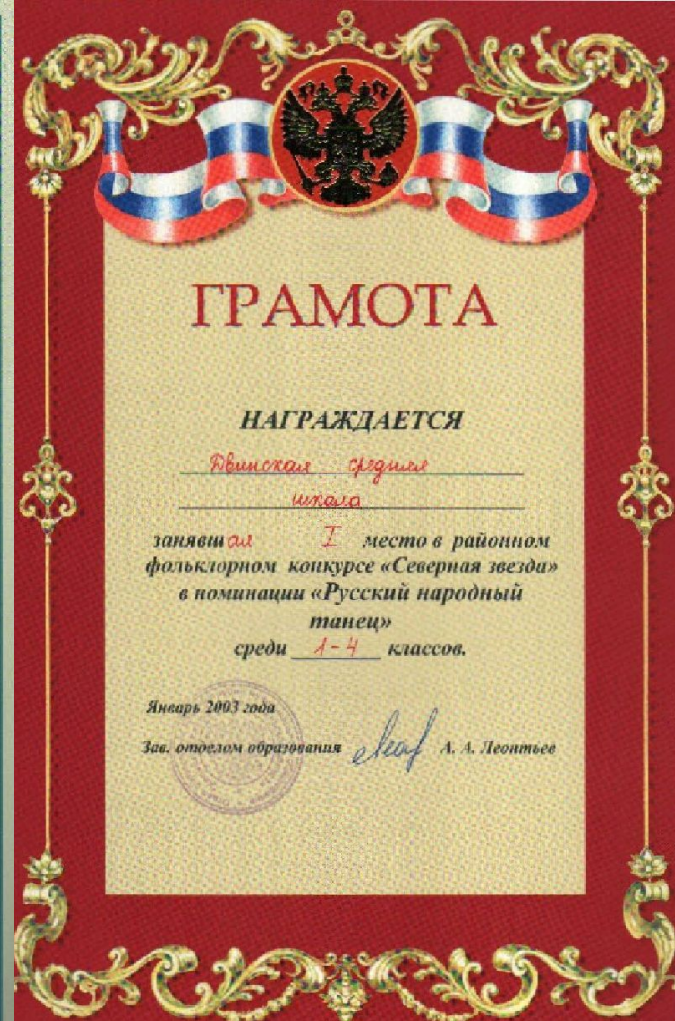 ГРАМОТА
НАГРАЖДАЕТСЯ
Двинская средняя
школа
занявшая I место в районном
фольклорном конкурсе «Северная звезда»
в номинации «Русский народный
танец»
среди 1-4 классов.
Январь 2003 года
Зав. отделом образования А. А. Леонтьев